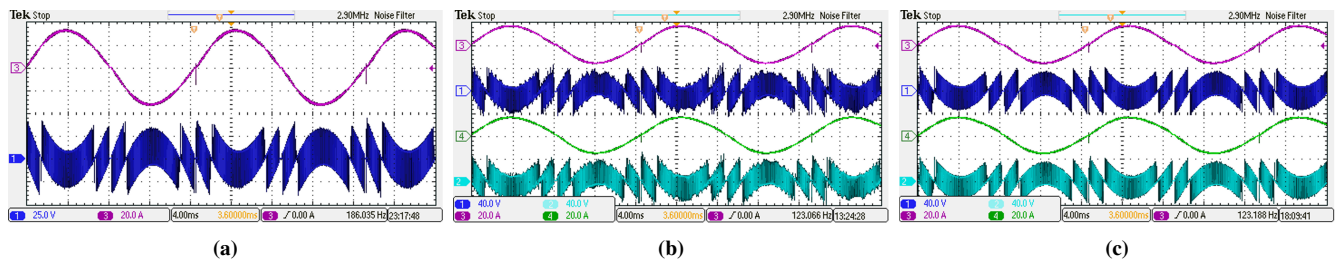 Tek Stop 2.90MHz Noise Filter
3
1
1 25.0 V 3 20.0 A 4.00ms 3.60000ms 3 0.00 A 186.035 Hz 23:17:48
(a)
Tek Stop 2.90MHz Noise Filter
3
1
4
2
1 40.0 V 2 40.0 V
3 20.0 A 4 20.0 A 4.00ms 3.60000ms 3 0.00 A 123.066 Hz 13:24:28
(b)
Tek Stop 2.90MHz Noise Filter
3
1
4
2
1 40.0 V 2 40.0 V
3 20.0 A 4 20.0 A 4.00ms 3.60000ms 3 0.00 A 123.188 Hz 18:09:41
(c)